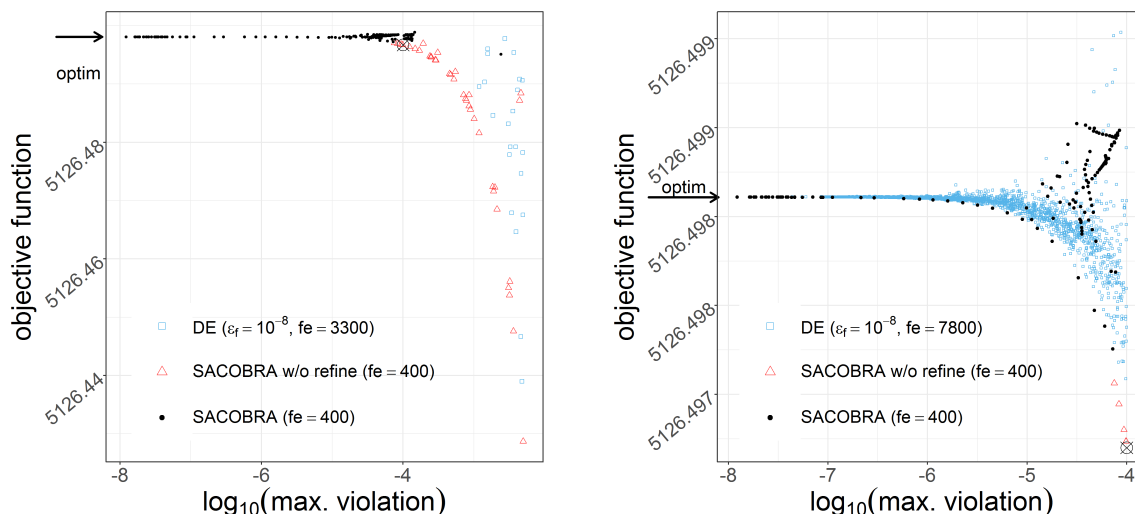 optim
objective function
5126.48
5126.46
5126.44
DE (εf = 10⁻⁸, fe = 3300)
SACOBRA w/o refine (fe = 400)
SACOBRA (fe = 400)
-8
-6
-4
log10(max. violation)
optim
objective function
5126.499
5126.499
5126.498
5126.498
5126.497
DE (εf = 10⁻⁸, fe = 7800)
SACOBRA w/o refine (fe = 400)
SACOBRA (fe = 400)
-8
-7
-6
-5
-4
log10(max. violation)